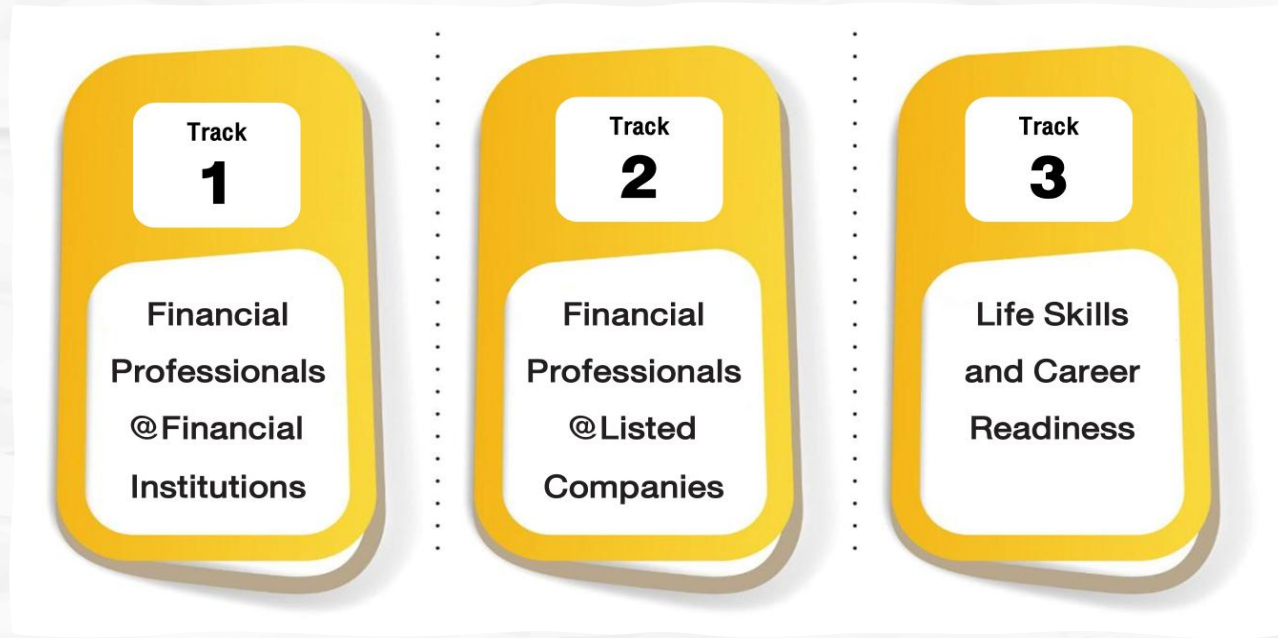 Track
1
Financial
Professionals
@Financial
Institutions
Track
2
Financial
Professionals
@Listed
Companies
Track
3
Life Skills
and Career
Readiness